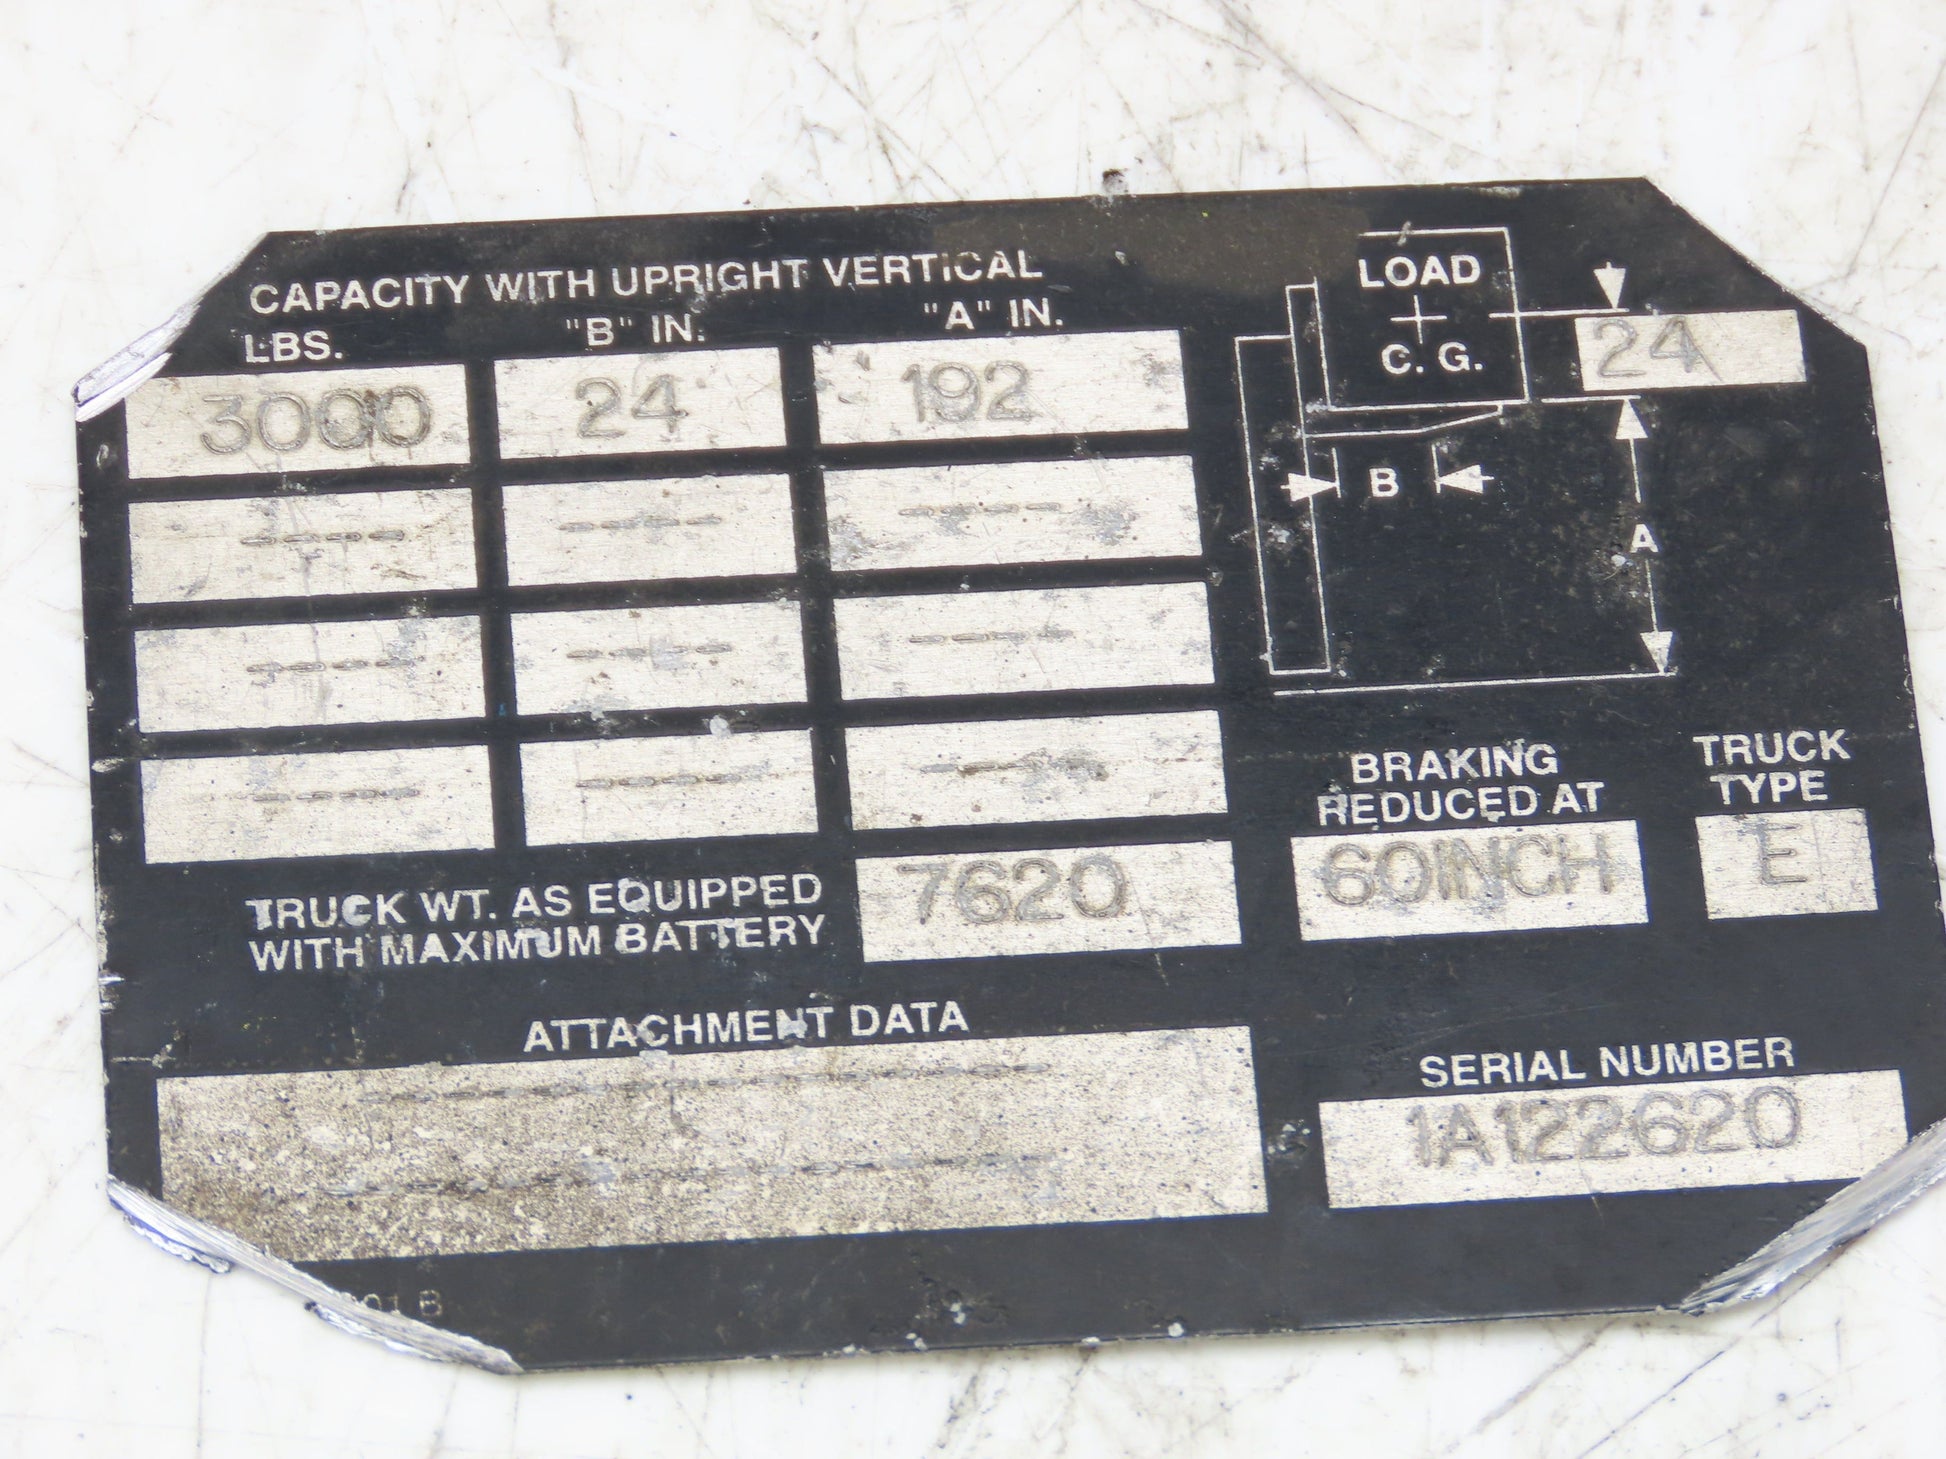 CAPACITY WITH UPRIGHT VERTICAL
LBS. "B" IN. "A" IN.
3000 24 192
---- ---- ----
---- ---- ----
---- ---- ----
LOAD
C. G.
24
B
A
BRAKING
REDUCED AT
60INCH
TRUCK
TYPE
E
TRUCK WT. AS EQUIPPED
WITH MAXIMUM BATTERY
7620
ATTACHMENT DATA
SERIAL NUMBER
1A122620